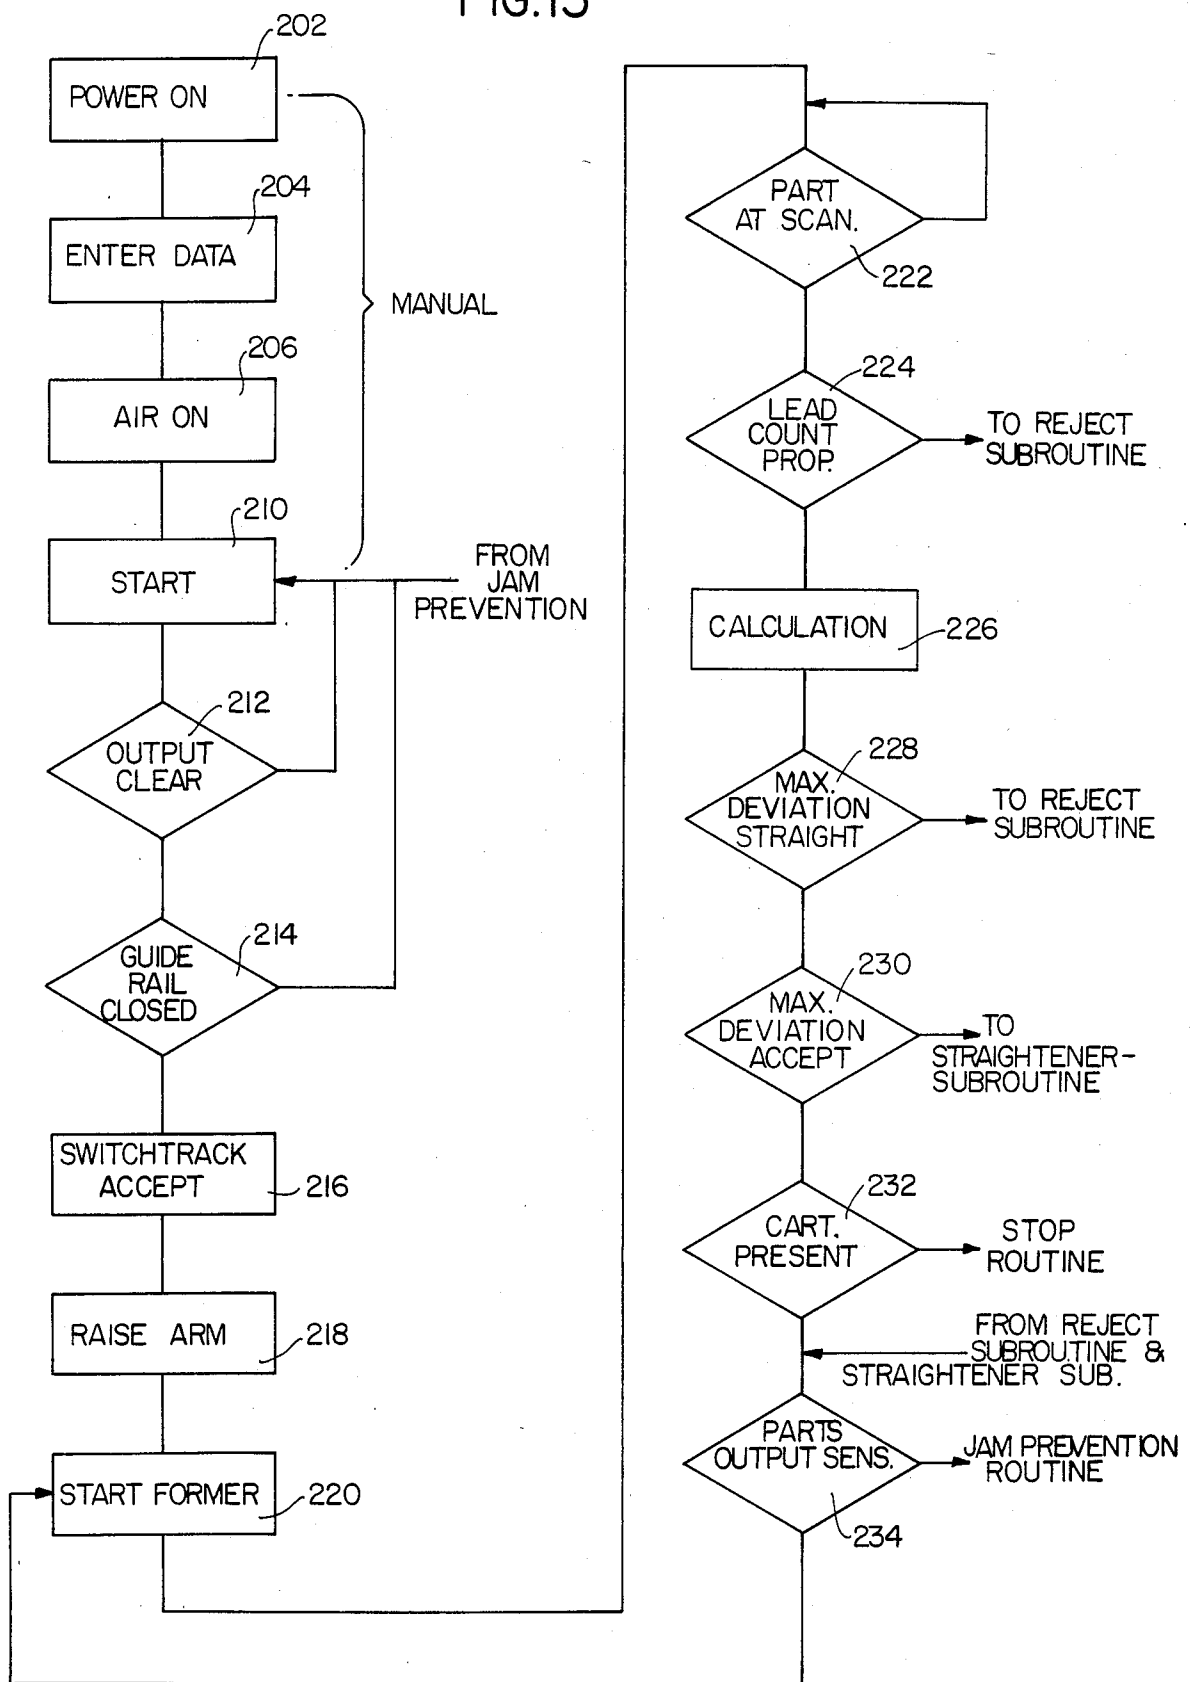 FIG.15
202
POWER ON
204
ENTER DATA
MANUAL
206
AIR ON
210
START
FROM
JAM
PREVENTION
212
OUTPUT
CLEAR
214
GUIDE
RAIL
CLOSED
SWITCHTRACK
ACCEPT
216
RAISE ARM
218
START FORMER
220
PART
AT SCAN.
222
224
LEAD
COUNT
PROP.
TO REJECT
SUBROUTINE
CALCULATION
226
228
MAX.
DEVIATION
STRAIGHT
TO REJECT
SUBROUTINE
230
MAX.
DEVIATION
ACCEPT
TO
STRAIGHTENER-
SUBROUTINE
232
CART.
PRESENT
STOP
ROUTINE
FROM REJECT
SUBROUTINE &
STRAIGHTENER SUB.
PARTS
OUTPUT SENS.
JAM PREVENTION
ROUTINE
234